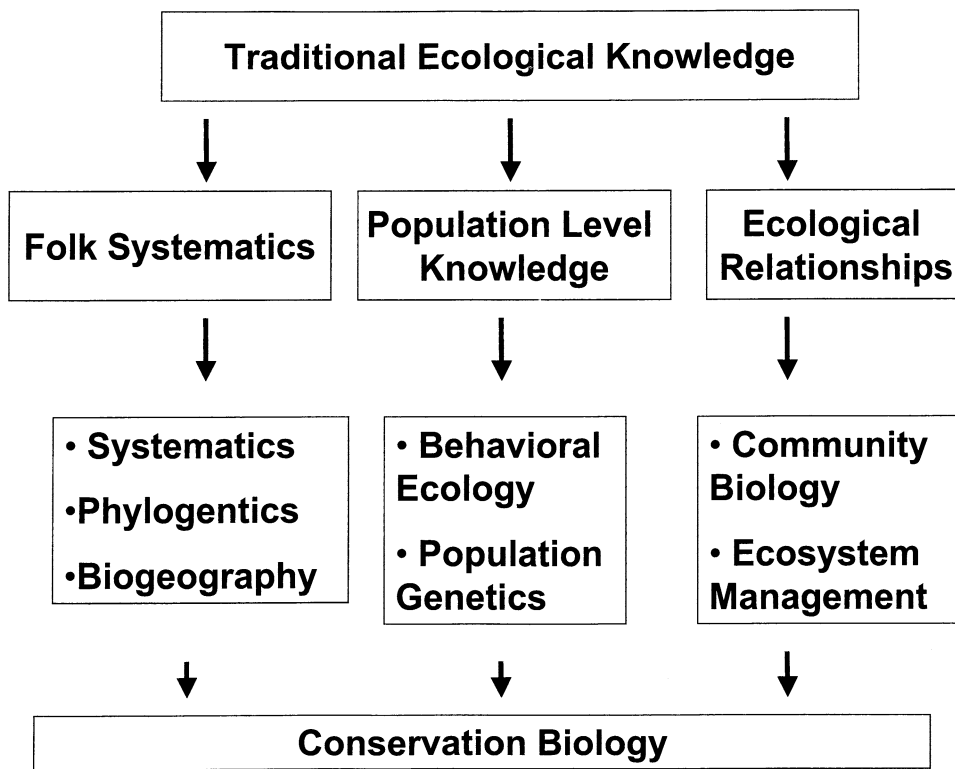 Traditional Ecological Knowledge
Folk Systematics
Population Level
Knowledge
Ecological
Relationships
• Systematics
•Phylogentics
•Biogeography
• Behavioral
Ecology
• Population
Genetics
• Community
Biology
• Ecosystem
Management
Conservation Biology